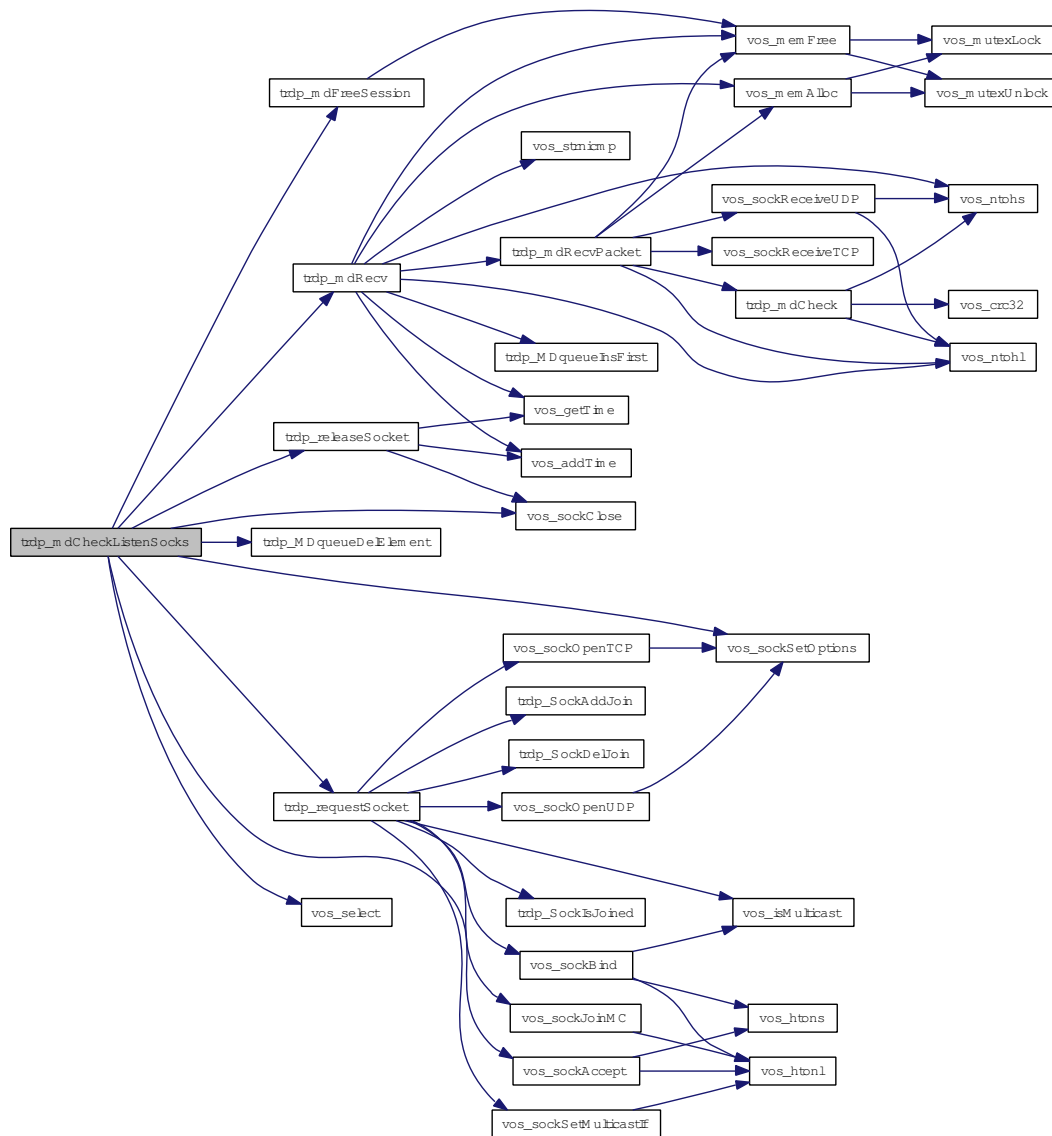 vos_memFree
vos_mutexLock
trdp_mdFreeSession
vos_memAlloc
vos_mutexUnlock
vos_strnicmp
vos_sockReceiveUDP
vos_ntohs
trdp_mdRecv
trdp_mdRecvPacket
vos_sockReceiveTCP
trdp_mdCheck
vos_crc32
trdp_MDqueueInsFirst
vos_ntohl
vos_getTime
trdp_releaseSocket
vos_addTime
vos_sockClose
trdp_mdCheckListenSocks
trdp_MDqueueDelElement
vos_sockOpenTCP
vos_sockSetOptions
trdp_SockAddJoin
trdp_SockDelJoin
trdp_requestSocket
vos_sockOpenUDP
vos_select
trdp_SockIsJoined
vos_isMulticast
vos_sockBind
vos_sockJoinMC
vos_htons
vos_sockAccept
vos_htonl
vos_sockSetMulticastIf